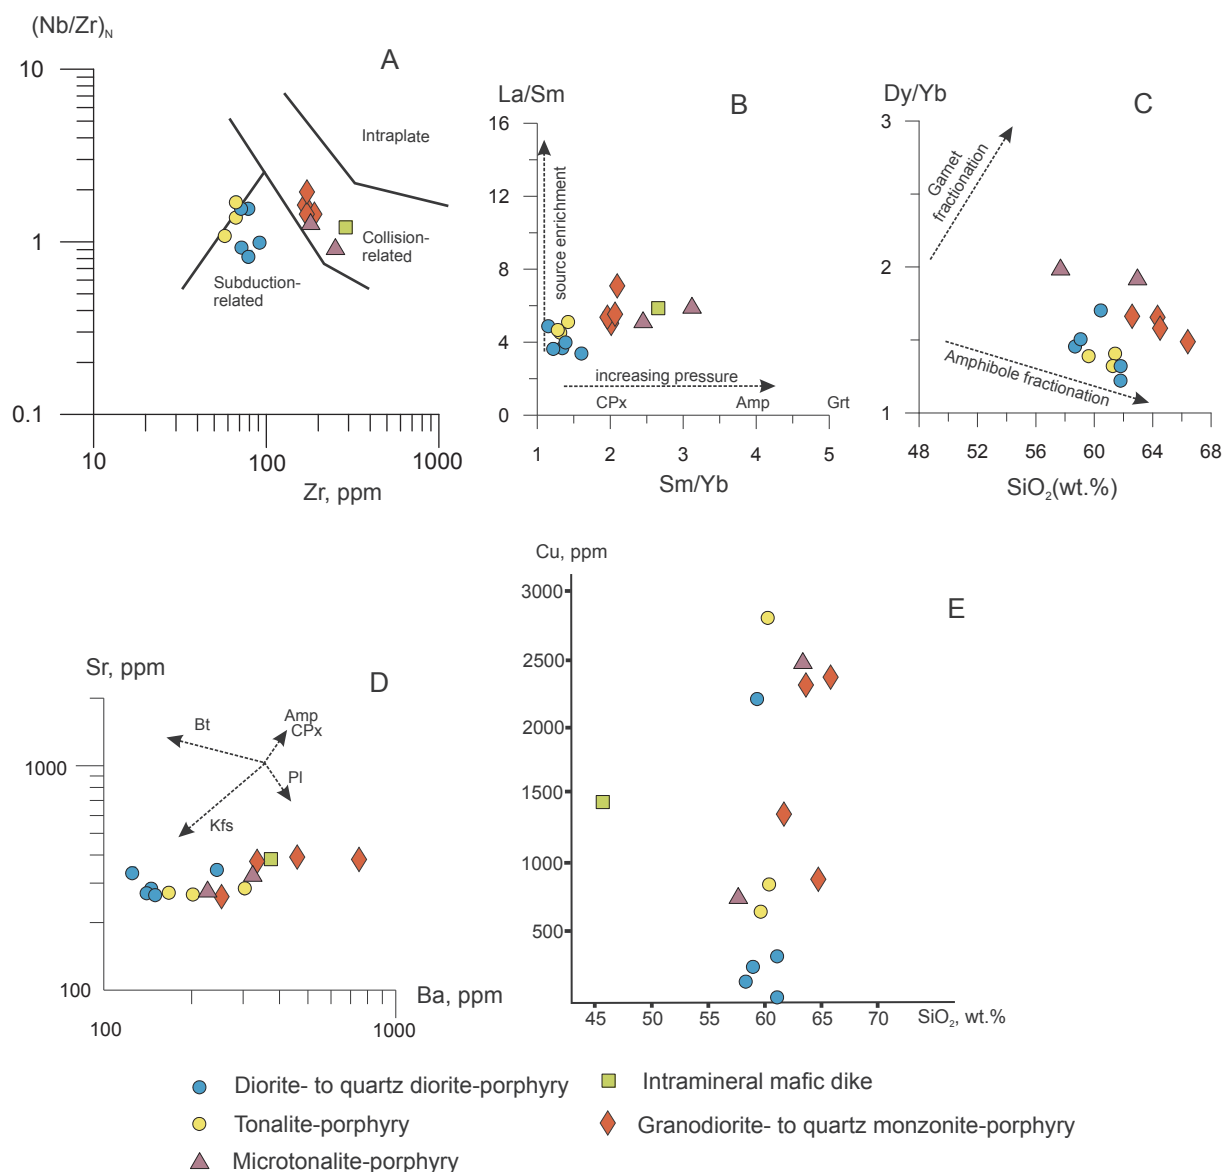 (Nb/Zr)N
A
10
1
0.1
Intraplate
Collision-
related
Subduction-
related
10
100
1000
Zr, ppm
La/Sm
B
16
12
8
4
0
source enrichment
increasing pressure
CPx
Amp
Grt
1
2
3
4
5
Sm/Yb
Dy/Yb
C
3
2
1
Garnet
fractionation
Amphibole fractionation
48
52
56
60
64
68
SiO2(wt.%)
Sr, ppm
D
1000
100
Bt
Amp
CPx
Pl
Kfs
100
1000
Ba, ppm
Cu, ppm
E
3000
2500
2000
1500
1000
500
45
50
55
60
65
70
SiO2, wt.%
Diorite- to quartz diorite-porphyry
Intramineral mafic dike
Tonalite-porphyry
Granodiorite- to quartz monzonite-porphyry
Microtonalite-porphyry